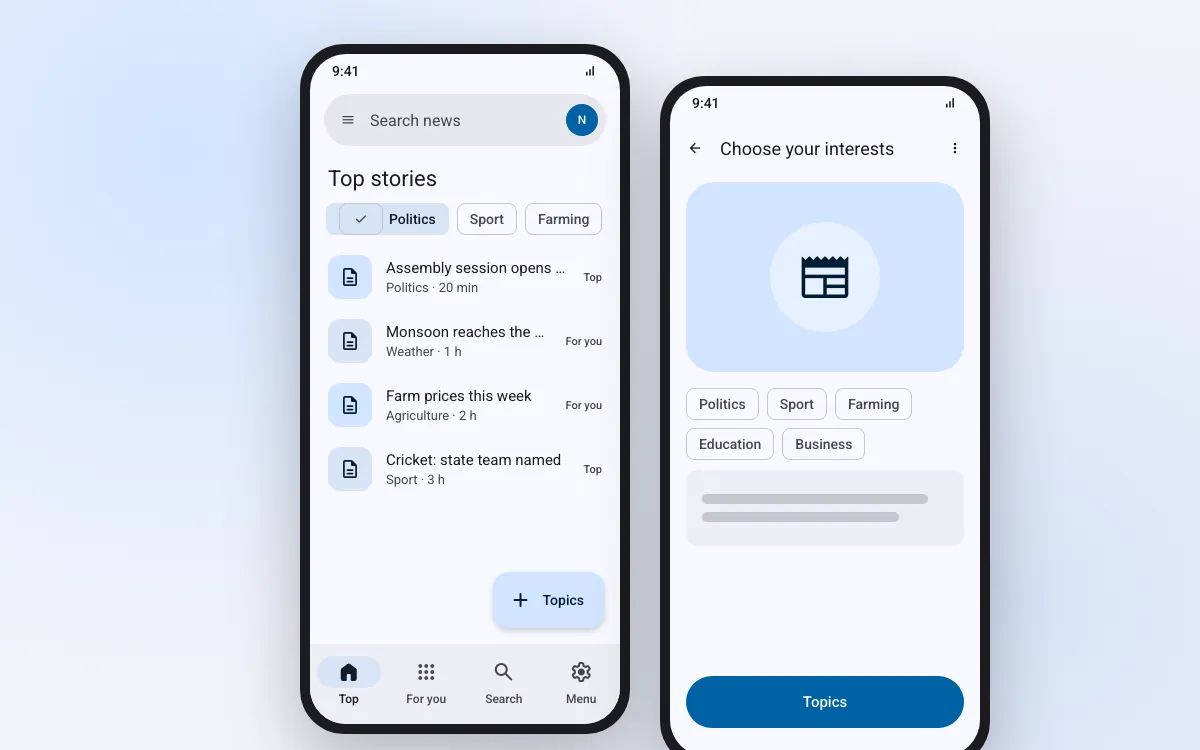 9:41
Search news
N
Top stories
Politics
Sport
Farming
Assembly session opens ...
Politics · 20 min
Top
Monsoon reaches the ...
Weather · 1 h
For you
Farm prices this week
Agriculture · 2 h
For you
Cricket: state team named
Sport · 3 h
Top
Topics
Top
For you
Search
Menu
9:41
Choose your interests
Politics
Sport
Farming
Education
Business
Topics